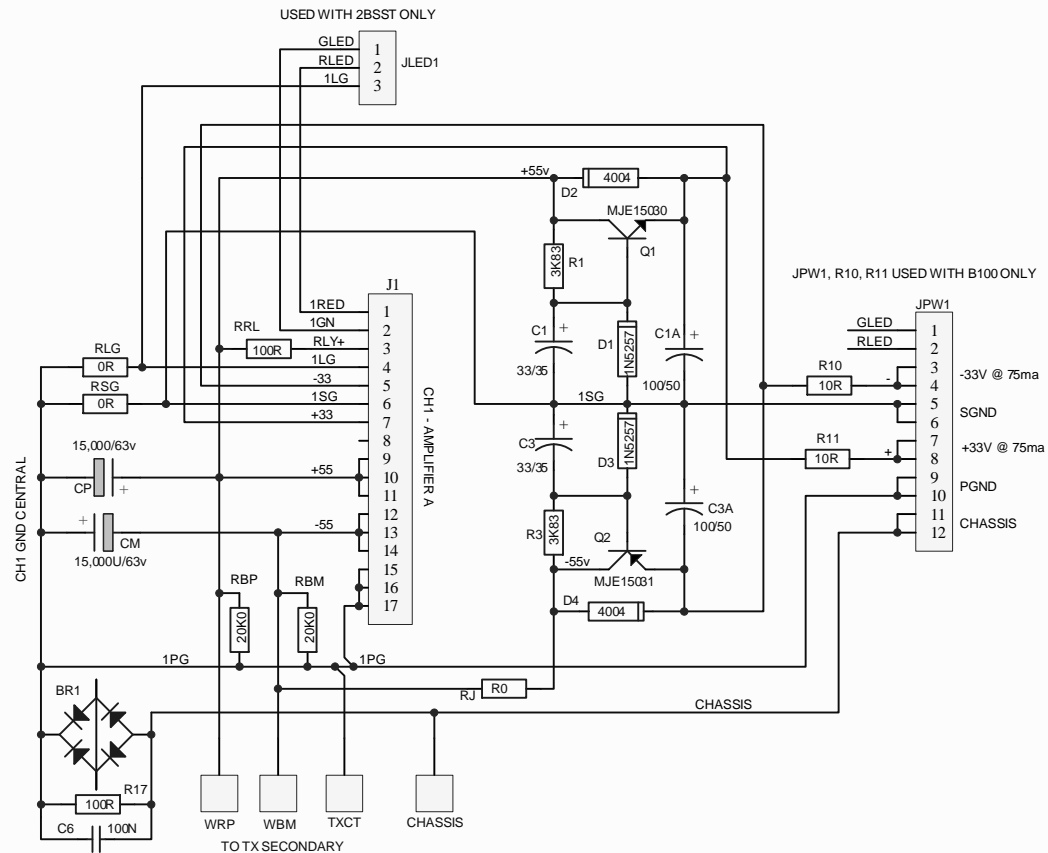 USED WITH 2BSST ONLY
GLED
1
RLED
2
JLED1
1LG
3
+55v
4004
D2
MJE15030
Q1
3K83
R1
JPW1, R10, R11 USED WITH B100 ONLY
JPW1
J1
1RED
1
1GN
2
RRL
100R
RLY+
3
RLG
0R
1LG
4
-33
5
RSG
0R
1SG
6
+33
7
8
15,000/63v
9
+55
10
CP
+
11
12
+
-55
13
CM
14
15,000U/63v
15
16
17
CH1 - AMPLIFIER A
CH1 GND CENTRAL
C1
+
33/35
D1
1N5257
C1A
+
100/50
1SG
C3
+
33/35
1N5257
D3
+
C3A
100/50
R3
3K83
Q2
-55v
MJE15031
D4
4004
GLED
1
RLED
2
R10
10R
-
3
4
-33V @ 75ma
5
6
SGND
R11
10R
+
7
8
+33V @ 75ma
9
10
PGND
11
12
CHASSIS
RBP
20K0
RBM
20K0
1PG
1PG
RJ
R0
CHASSIS
BR1
R17
100R
C6
100N
WRP
WBM
TXCT
CHASSIS
TO TX SECONDARY